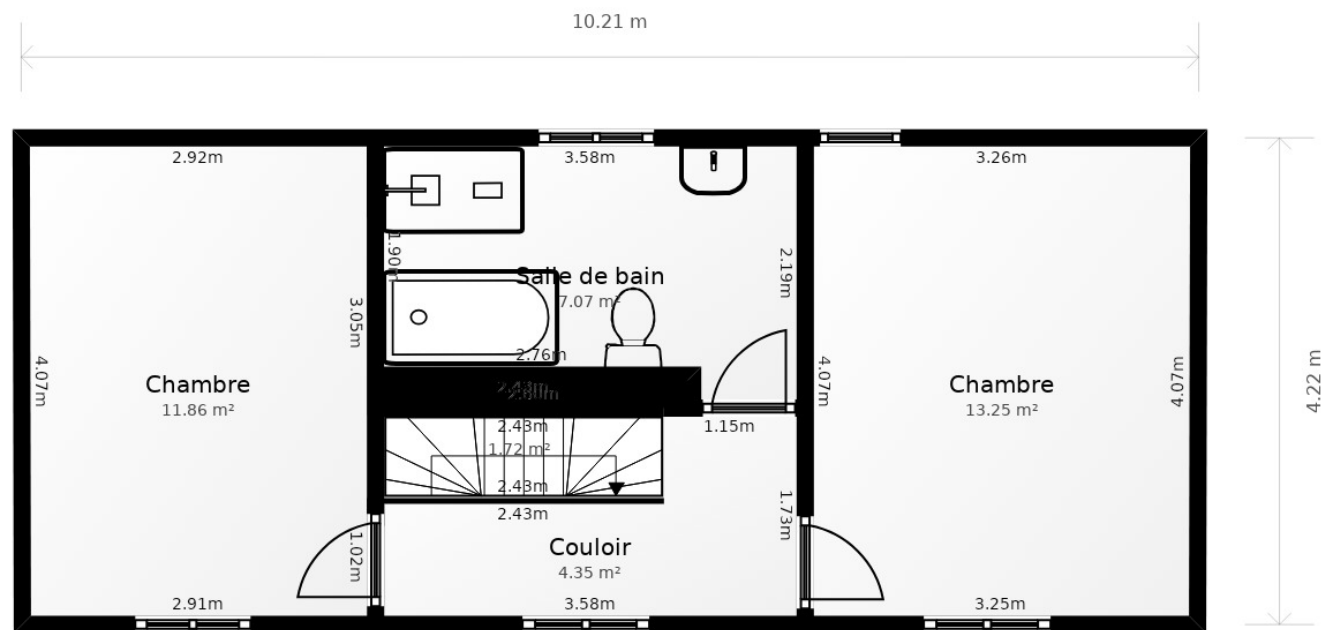 10.21 m
2.92m
3.58m
3.26m
1.90m
2.19m
Salle de bain
7.07 m²
3.05m
2.76m
4.07m
Chambre
11.86 m²
4.07m
Chambre
13.25 m²
4.07m
4.22 m
2.43m
1.15m
1.72 m²
2.43m
2.43m
1.73m
1.02m
Couloir
4.35 m²
2.91m
3.58m
3.25m